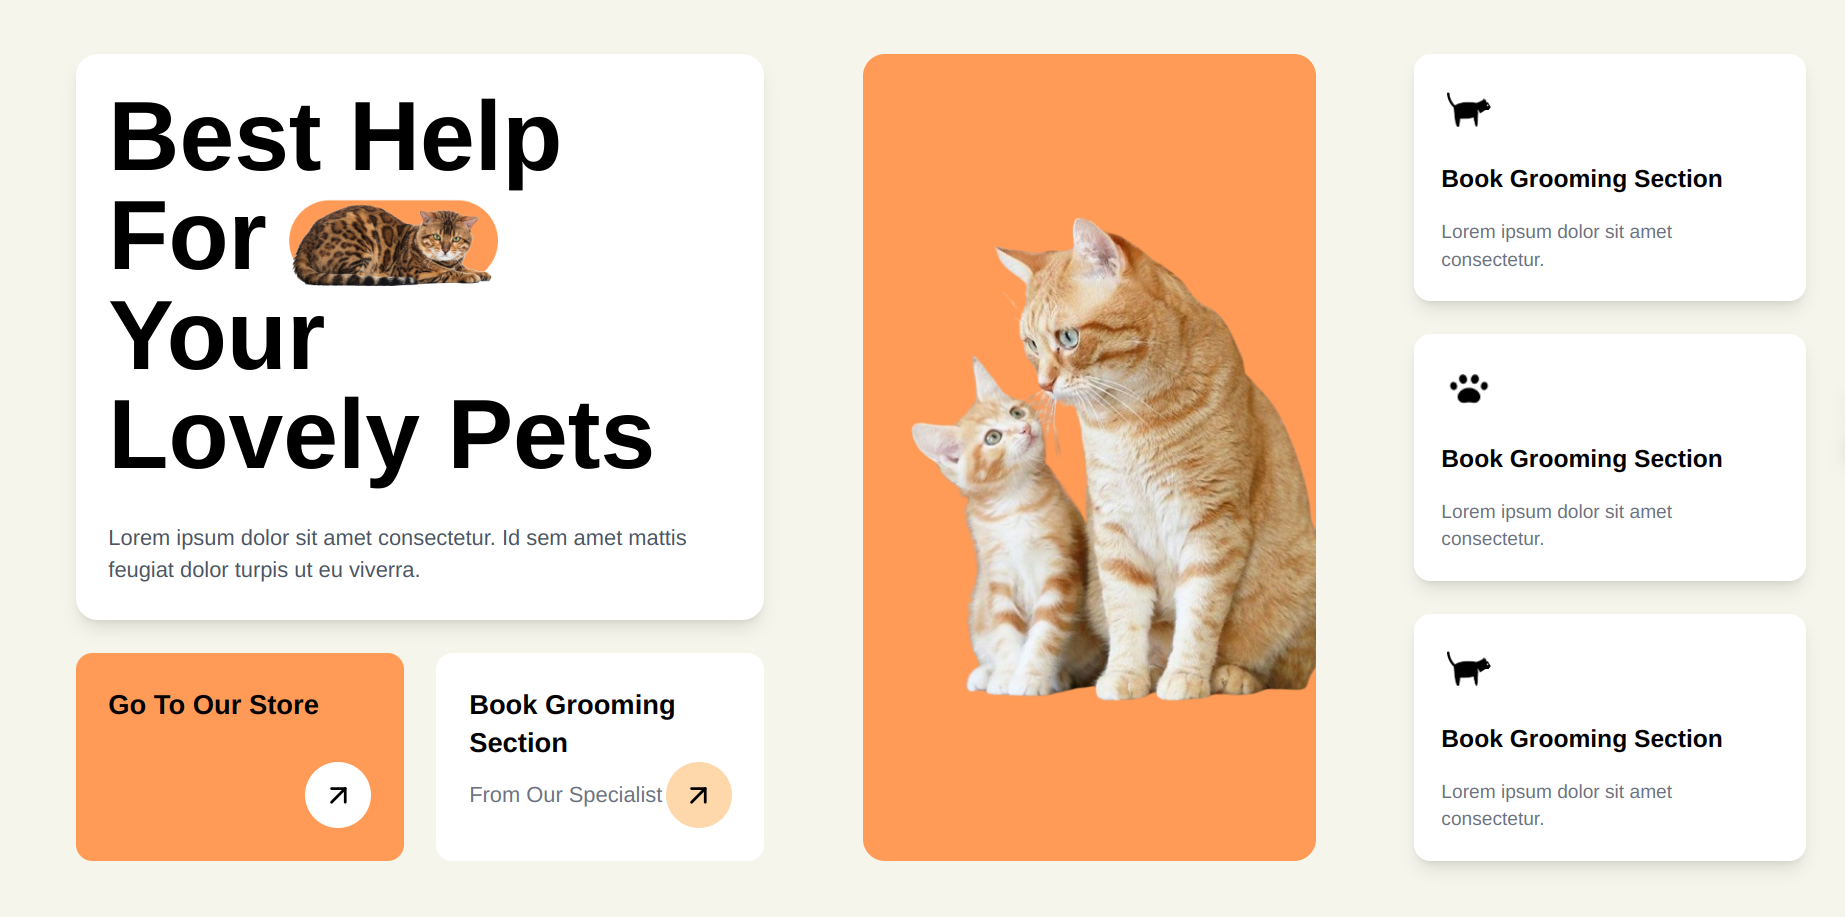 Best Help
For
Your
Lovely Pets
Lorem ipsum dolor sit amet consectetur. Id sem amet mattis
feugiat dolor turpis ut eu viverra.
Go To Our Store
Book Grooming
Section
From Our Specialist
Book Grooming Section
Lorem ipsum dolor sit amet
consectetur.
Book Grooming Section
Lorem ipsum dolor sit amet
consectetur.
Book Grooming Section
Lorem ipsum dolor sit amet
consectetur.